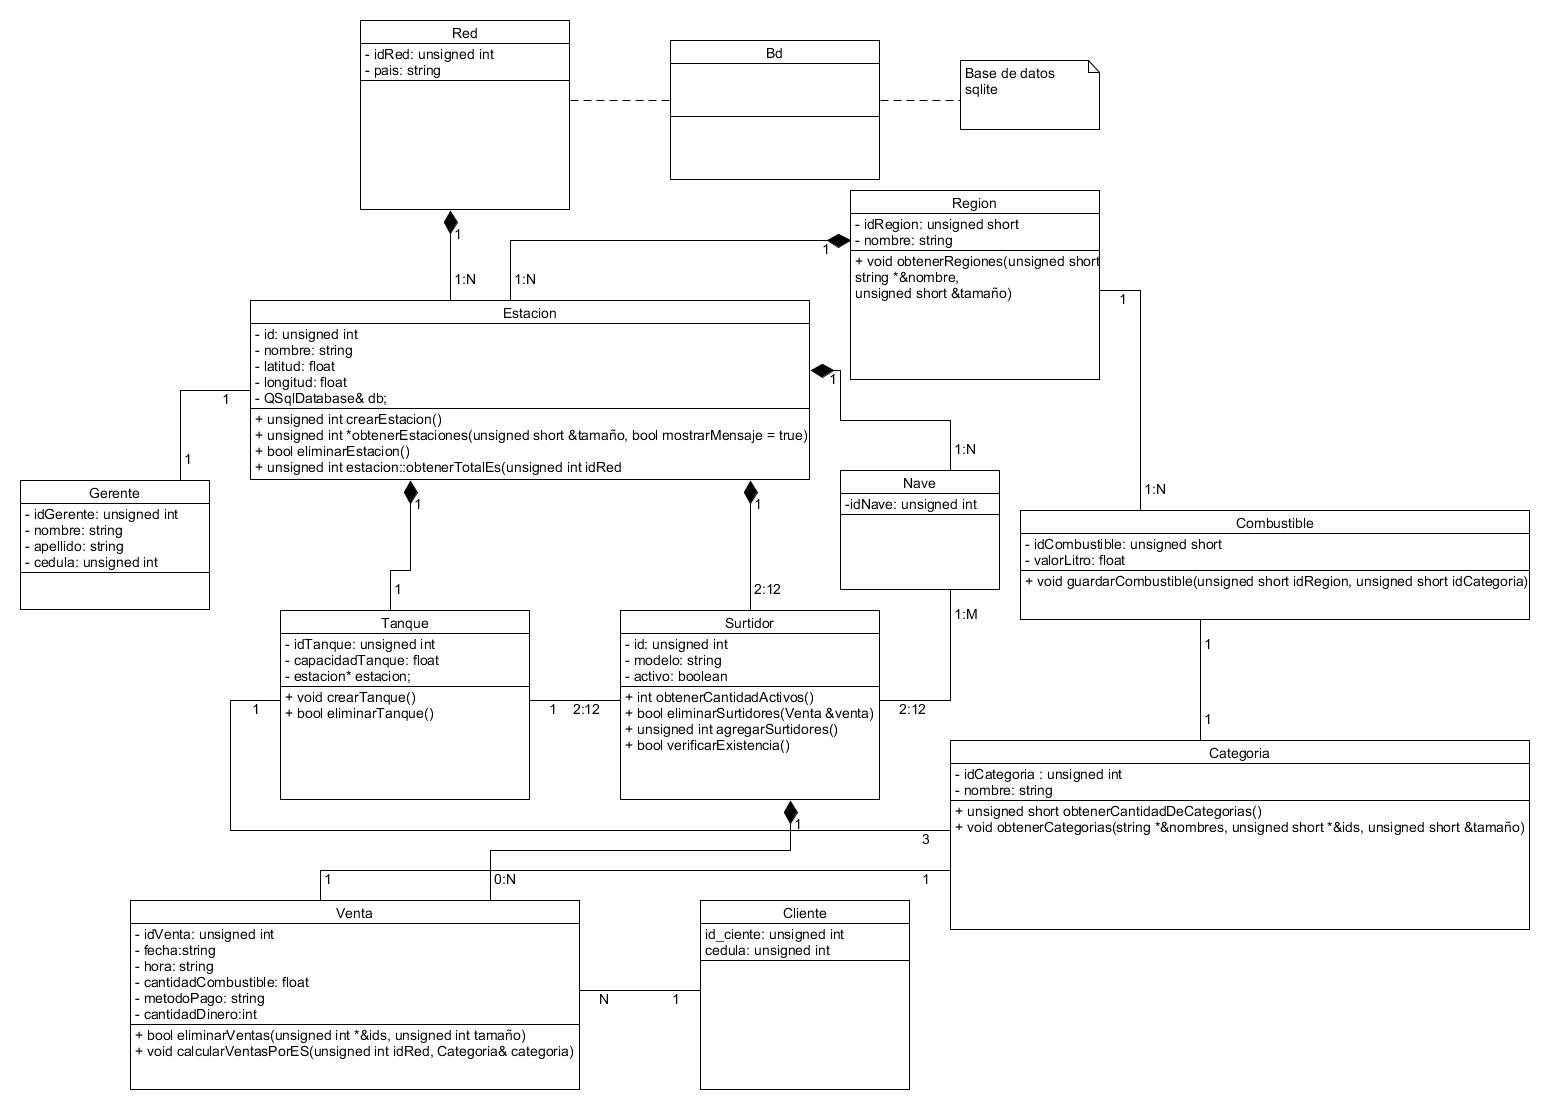 Red
- idRed: unsigned int
- pais: string
Bd
Base de datos
sqlite
Region
- idRegion: unsigned short
- nombre: string
+ void obtenerRegiones(unsigned short
string *&nombre,
unsigned short &tamaño)
1
1:N
1
1:N
1
1:N
Estacion
- id: unsigned int
- nombre: string
- latitud: float
- longitud: float
- QSqlDatabase& db;
+ unsigned int crearEstacion()
+ unsigned int *obtenerEstaciones(unsigned short &tamaño, bool mostrarMensaje = true)
+ bool eliminarEstacion()
+ unsigned int estacion::obtenerTotalEs(unsigned int idRed
1
1
1
1:N
Gerente
- idGerente: unsigned int
- nombre: string
- apellido: string
- cedula: unsigned int
Nave
-idNave: unsigned int
Combustible
- idCombustible: unsigned short
- valorLitro: float
+ void guardarCombustible(unsigned short idRegion, unsigned short idCategoria)
1
1
1
2:12
1:M
2:12
Tanque
- idTanque: unsigned int
- capacidadTanque: float
- estacion* estacion;
+ void crearTanque()
+ bool eliminarTanque()
1
2:12
Surtidor
- id: unsigned int
- modelo: string
- activo: boolean
+ int obtenerCantidadActivos()
+ bool eliminarSurtidores(Venta &venta)
+ unsigned int agregarSurtidores()
+ bool verificarExistencia()
1
1
Categoria
- idCategoria : unsigned int
- nombre: string
+ unsigned short obtenerCantidadDeCategorias()
+ void obtenerCategorias(string *&nombres, unsigned short *&ids, unsigned short &tamaño)
1
3
1
0:N
1
1
Venta
- idVenta: unsigned int
- fecha:string
- hora: string
- cantidadCombustible: float
- metodoPago: string
- cantidadDinero:int
+ bool eliminarVentas(unsigned int *&ids, unsigned int tamaño)
+ void calcularVentasPorES(unsigned int idRed, Categoria& categoria)
N
1
Cliente
id_ciente: unsigned int
cedula: unsigned int